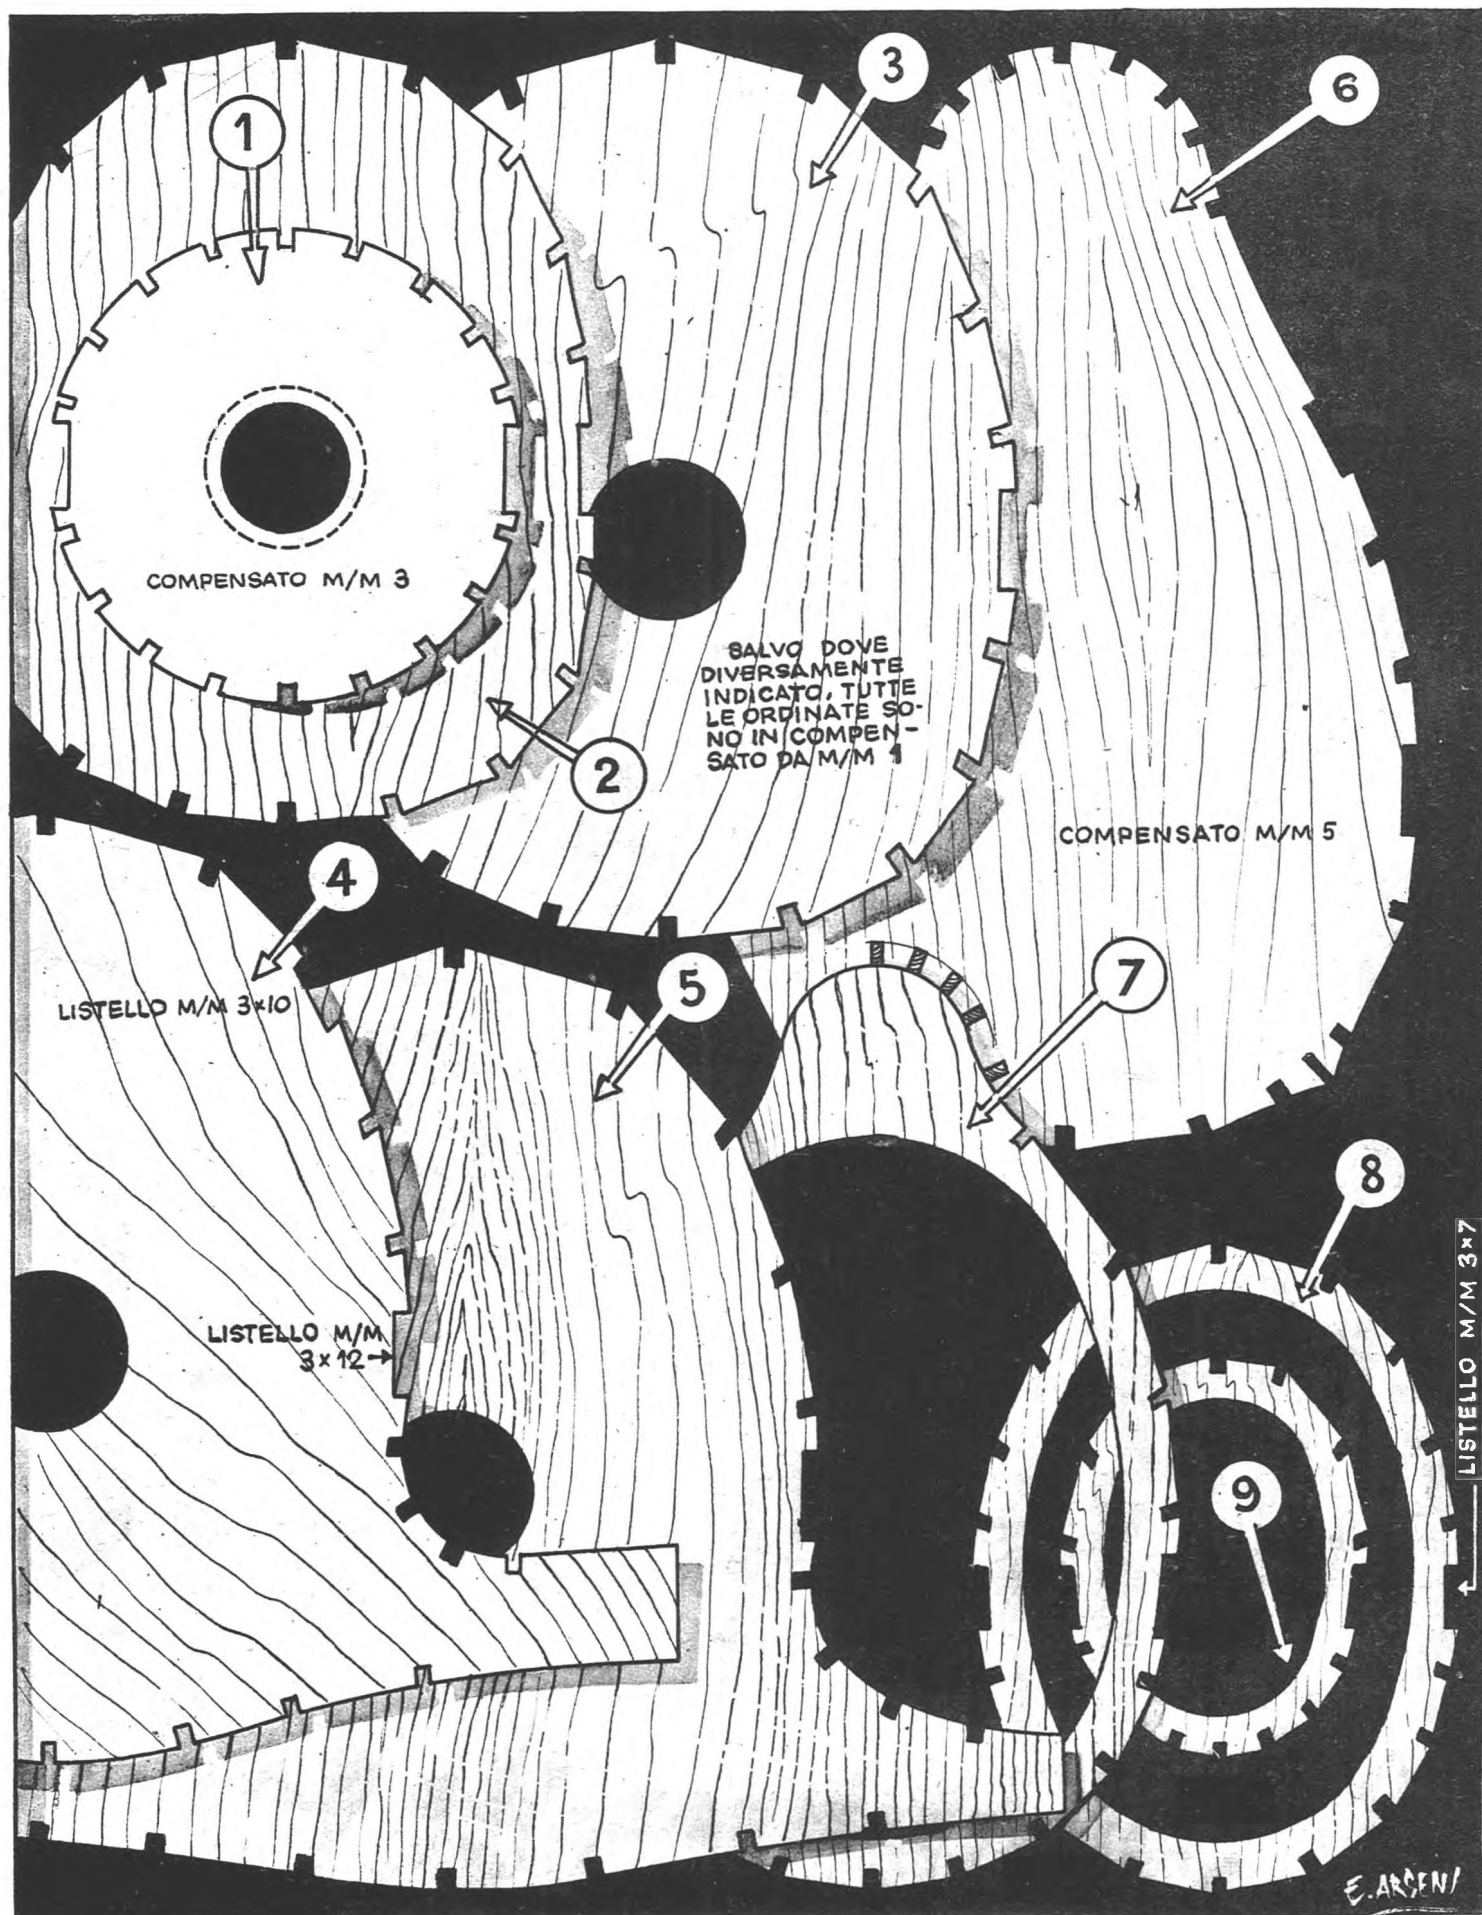 1
3
6
COMPENSATO M/M 3
SALVO DOVE
DIVERSAMENTE
INDICATO, TUTTE
LE ORDINATE SO-
NO IN COMPEN-
SATO DA M/M 1
2
COMPENSATO M/M 5
4
LISTELLO M/M 3×10
5
7
8
LISTELLO M/M 3×7
LISTELLO M/M
3×12
9
E. ARSENI